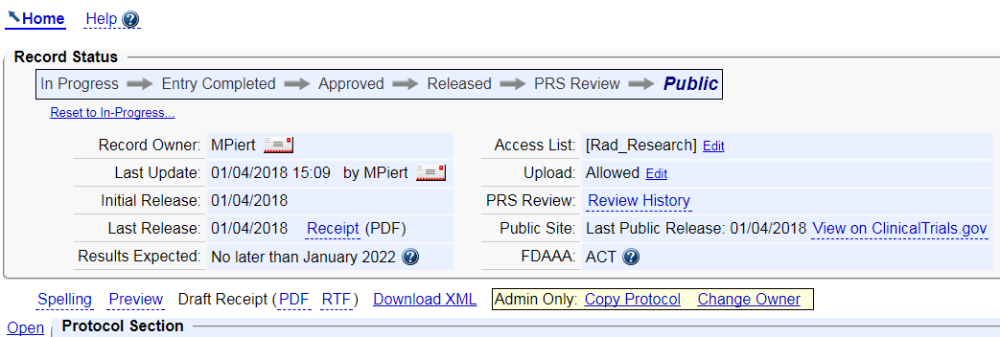 Home Help ?
Record Status
In Progress Entry Completed Approved Released PRS Review Public
Reset to In-Progress...
Record Owner: MPiert Access List: [Rad_Research] Edit
Last Update: 01/04/2018 15:09 by MPiert Upload: Allowed Edit
Initial Release: 01/04/2018 PRS Review: Review History
Last Release: 01/04/2018 Receipt (PDF) Public Site: Last Public Release: 01/04/2018 View on ClinicalTrials.gov
Results Expected: No later than January 2022 ? FDAAA: ACT ?
Spelling Preview Draft Receipt (PDF RTF) Download XML Admin Only: Copy Protocol Change Owner
Open Protocol Section